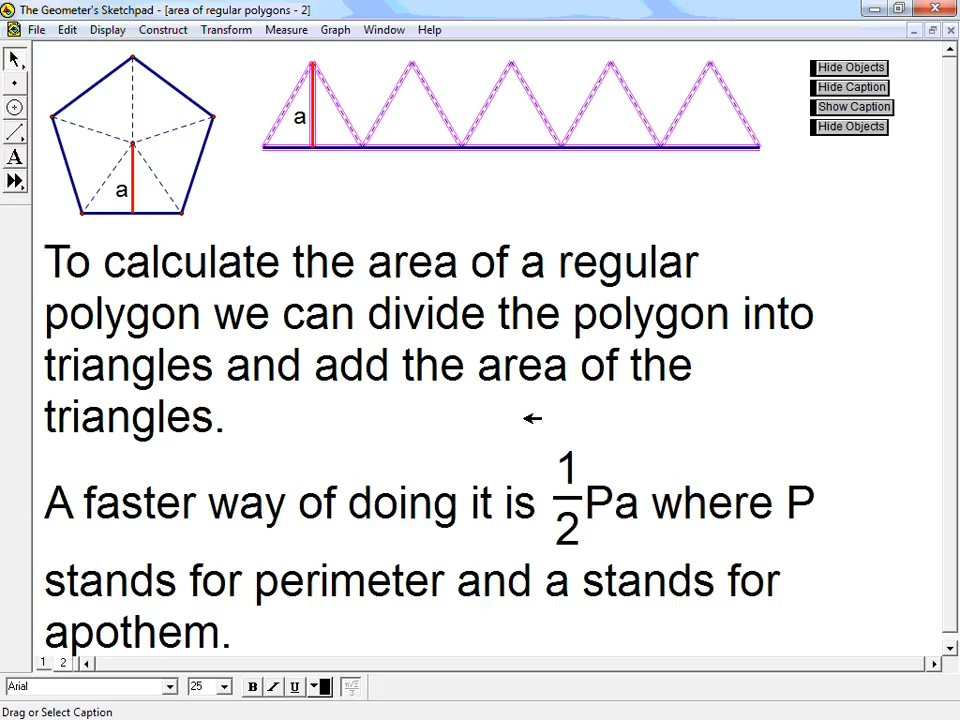 The Geometer's Sketchpad - [area of regular polygons - 2]
File Edit Display Construct Transform Measure Graph Window Help
Hide Objects
Hide Caption
Show Caption
Hide Objects
a
a
A
To calculate the area of a regular
polygon we can divide the polygon into
triangles and add the area of the
triangles.
A faster way of doing it is 1/2 Pa where P
stands for perimeter and a stands for
apothem.
1 2
Arial 25 B I U
Drag or Select Caption